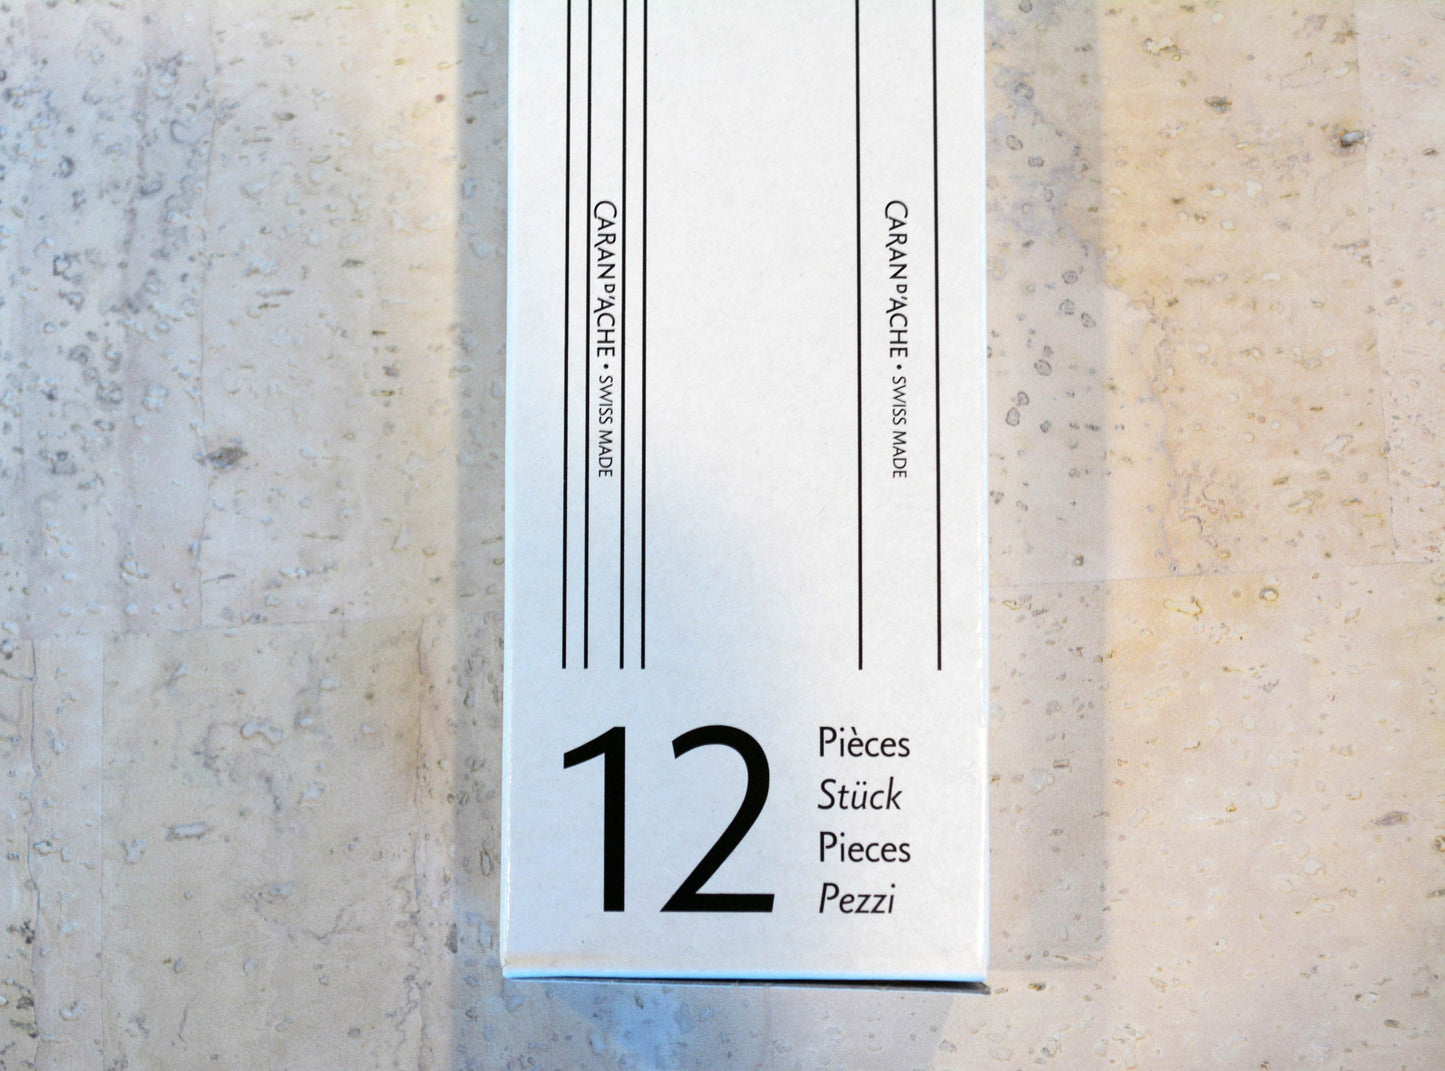 CARAN D'ACHE • SWISS MADE
CARAN D'ACHE • SWISS MADE
12
Pièces
Stück
Pieces
Pezzi